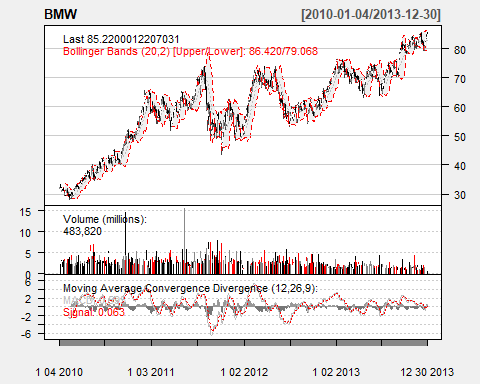 BMW [2010-01-04/2013-12-30]
Last 85.2200012207031
Bollinger Bands (20,2) [Upper/Lower]: 86.420/79.068
80
70
60
50
40
30
Volume (millions):
483,820
15
10
5
0
Moving Average Convergence Divergence (12,26,9):
Signal: 0.063
6
4
2
0
-2
-4
-6
1 04 2010 1 03 2011 1 02 2012 1 02 2013 12 30 2013